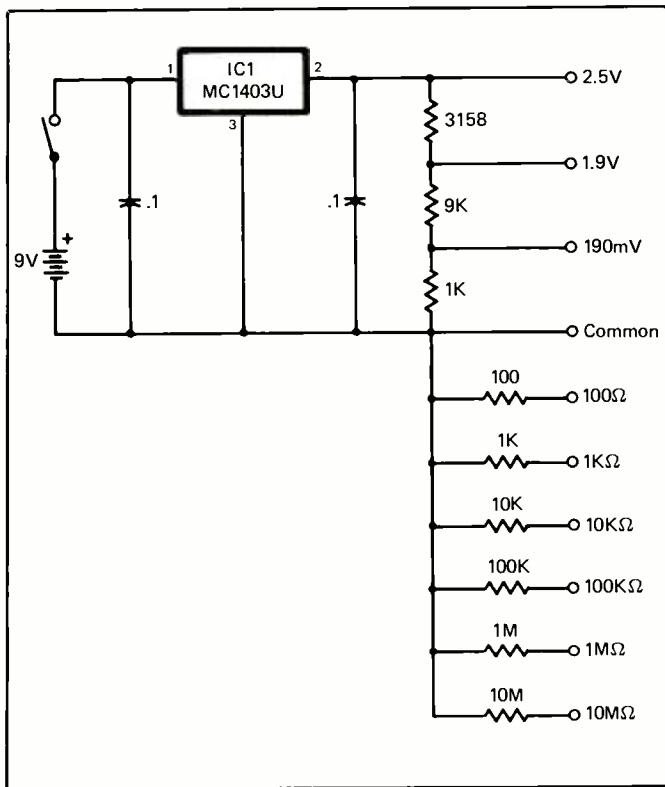 1
IC1
MC1403U
2
3
2.5V
3158
1.9V
.1
.1
9K
190mV
9V
+
1K
Common
100
100Ω
1K
1KΩ
10K
10KΩ
100K
100KΩ
1M
1MΩ
10M
10MΩ